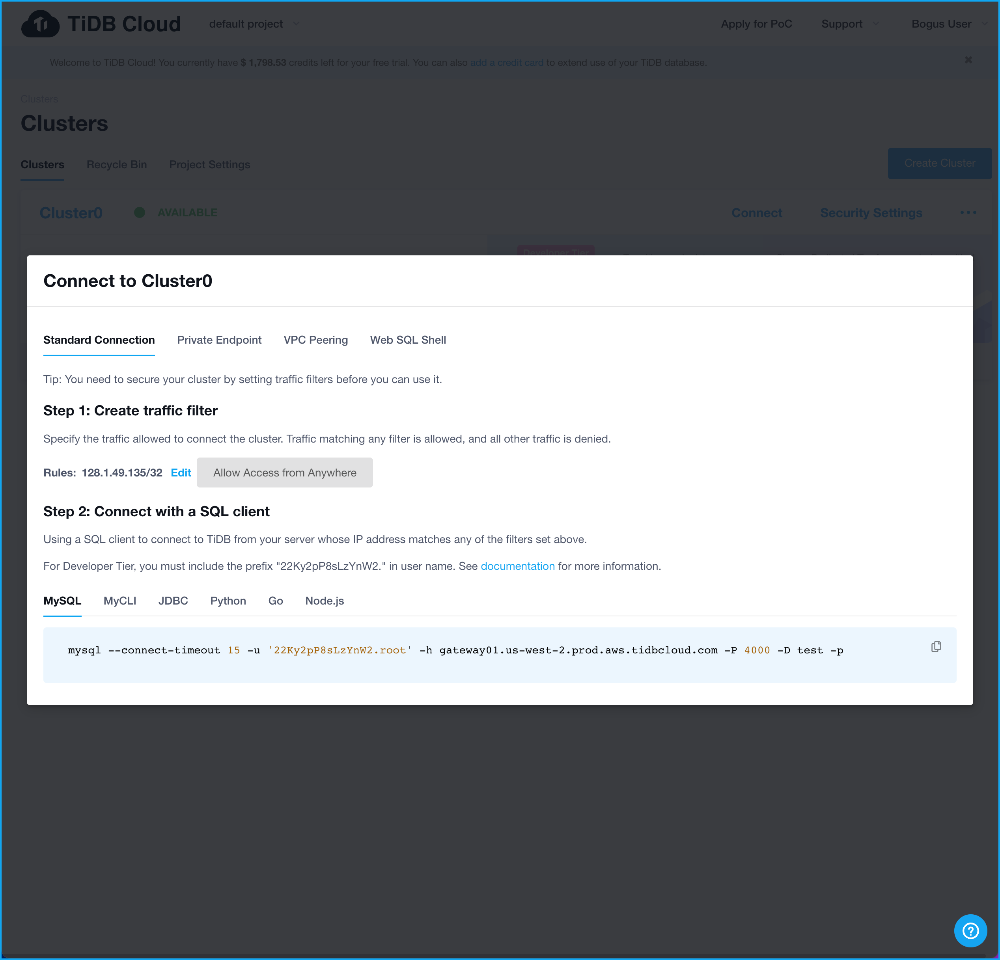 TiDB Cloud
default project
Apply for PoC
Support
Bogus User
Welcome to TiDB Cloud! You currently have $ 1,798.53 credits left for your free trial. You can also add a credit card to extend use of your TiDB database.
Clusters
Clusters
Clusters
Recycle Bin
Project Settings
Create Cluster
Cluster0
AVAILABLE
Connect
Security Settings
Developer Tier
Connect to Cluster0
Standard Connection
Private Endpoint
VPC Peering
Web SQL Shell
Tip: You need to secure your cluster by setting traffic filters before you can use it.
Step 1: Create traffic filter
Specify the traffic allowed to connect the cluster. Traffic matching any filter is allowed, and all other traffic is denied.
Rules: 128.1.49.135/32 Edit
Allow Access from Anywhere
Step 2: Connect with a SQL client
Using a SQL client to connect to TiDB from your server whose IP address matches any of the filters set above.
For Developer Tier, you must include the prefix "22Ky2pP8sLzYnW2." in user name. See documentation for more information.
MySQL
MyCLI
JDBC
Python
Go
Node.js
mysql --connect-timeout 15 -u '22Ky2pP8sLzYnW2.root' -h gateway01.us-west-2.prod.aws.tidbcloud.com -P 4000 -D test -p